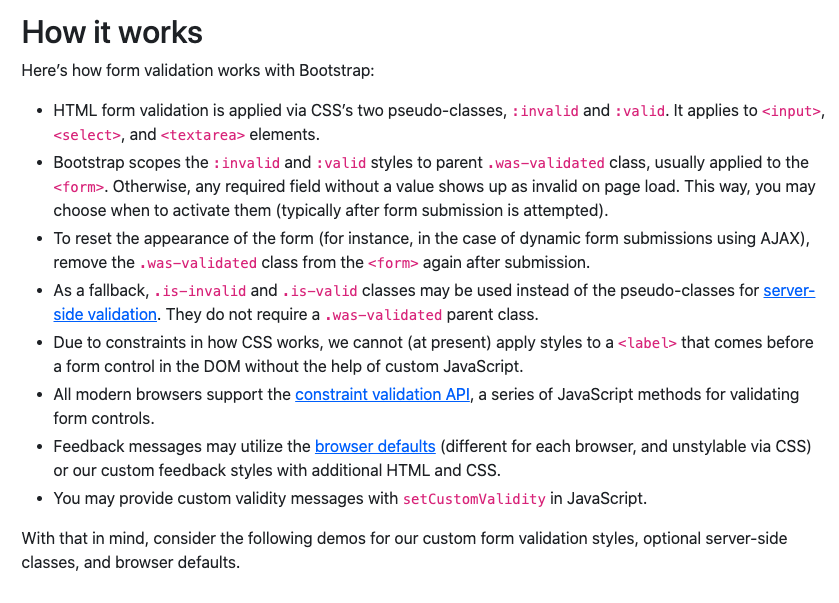 How it works
Here’s how form validation works with Bootstrap:
• HTML form validation is applied via CSS’s two pseudo-classes, :invalid and :valid. It applies to <input>,
<select>, and <textarea> elements.
• Bootstrap scopes the :invalid and :valid styles to parent .was-validated class, usually applied to the
<form>. Otherwise, any required field without a value shows up as invalid on page load. This way, you may
choose when to activate them (typically after form submission is attempted).
• To reset the appearance of the form (for instance, in the case of dynamic form submissions using AJAX),
remove the .was-validated class from the <form> again after submission.
• As a fallback, .is-invalid and .is-valid classes may be used instead of the pseudo-classes for server-
side validation. They do not require a .was-validated parent class.
• Due to constraints in how CSS works, we cannot (at present) apply styles to a <label> that comes before
a form control in the DOM without the help of custom JavaScript.
• All modern browsers support the constraint validation API, a series of JavaScript methods for validating
form controls.
• Feedback messages may utilize the browser defaults (different for each browser, and unstylable via CSS)
or our custom feedback styles with additional HTML and CSS.
• You may provide custom validity messages with setCustomValidity in JavaScript.
With that in mind, consider the following demos for our custom form validation styles, optional server-side
classes, and browser defaults.